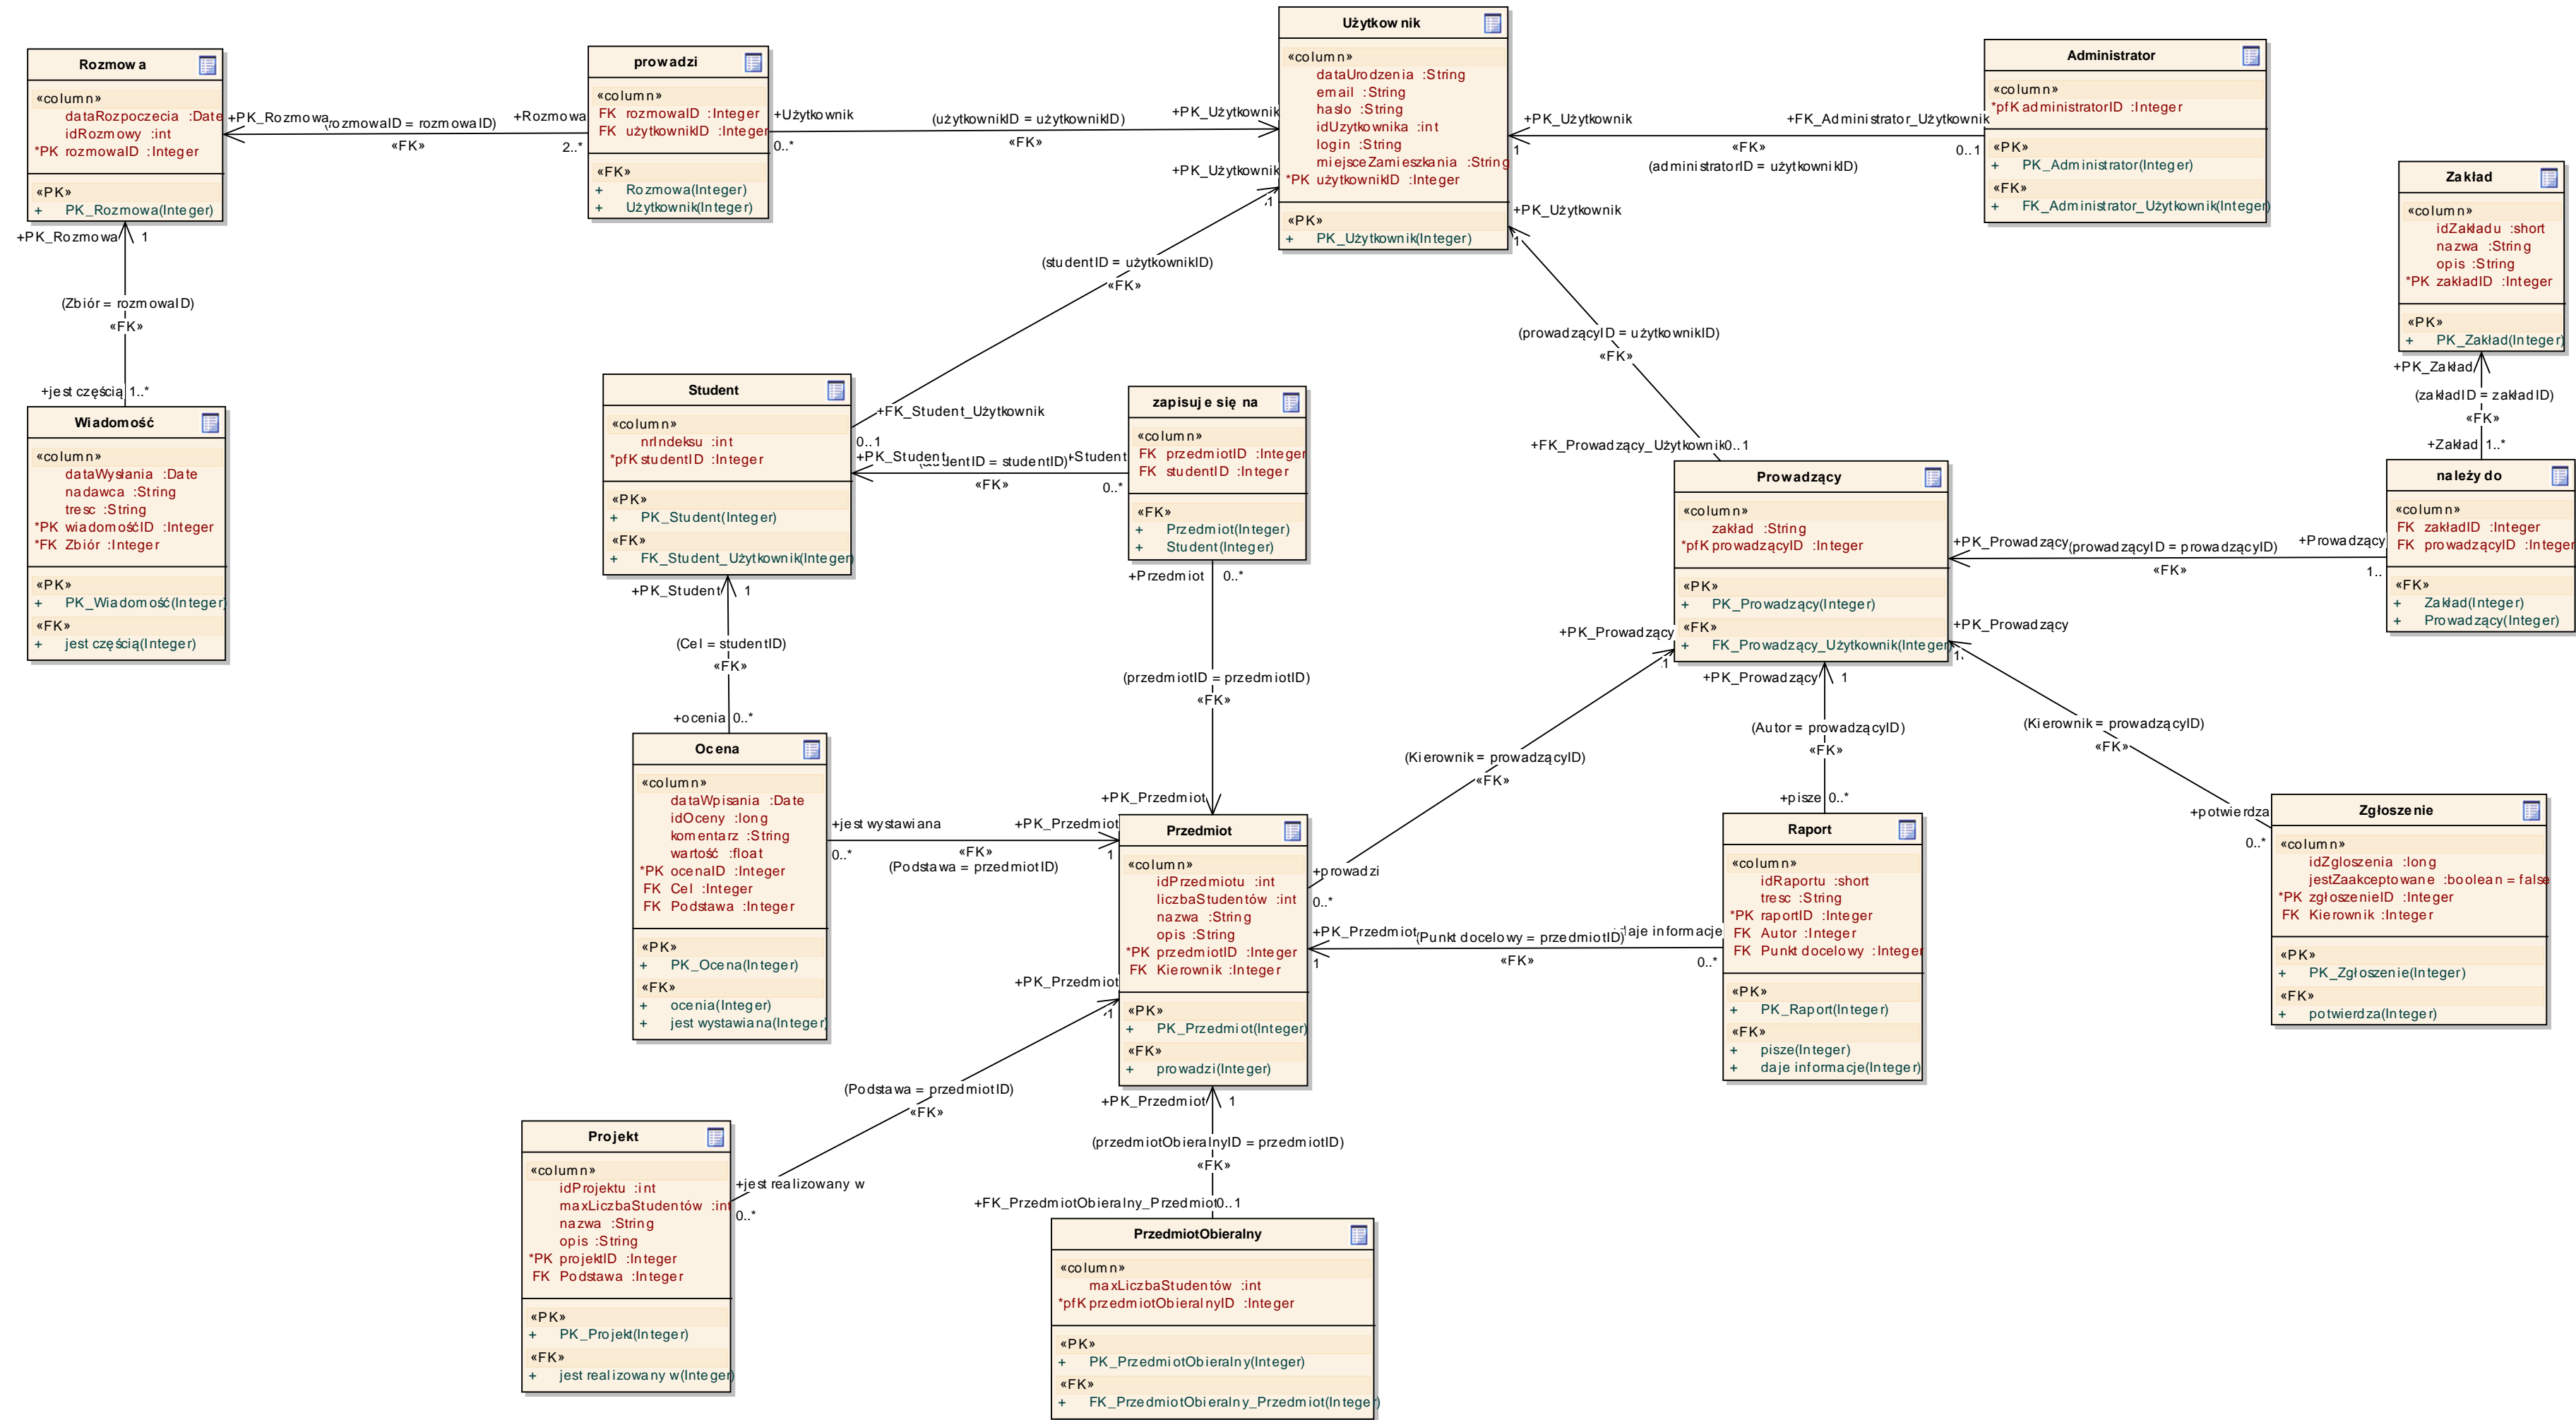 Rozmowa
«column»
dataRozpoczecia :Date
idRozmowy :int
*PK rozmowaID :Integer
«PK»
+ PK_Rozmowa(Integer)
+PK_Rozmowa
(rozmowaID = rozmowaID)
«FK»
+Rozmowa
2..*
prowadzi
«column»
FK rozmowaID :Integer
FK użytkownikID :Integer
«FK»
+ Rozmowa(Integer)
+ Użytkownik(Integer)
+Użytkownik
0..*
(użytkownikID = użytkownikID)
«FK»
+PK_Użytkownik
Użytkownik
«column»
dataUrodzenia :String
email :String
haslo :String
idUzytkownika :int
login :String
miejsceZamieszkania :String
*PK użytkownikID :Integer
«PK»
+ PK_Użytkownik(Integer)
+PK_Użytkownik
1
«FK»
(administratorID = użytkownikID)
+FK_Administrator_Użytkownik
0..1
Administrator
«column»
*pfK administratorID :Integer
«PK»
+ PK_Administrator(Integer)
«FK»
+ FK_Administrator_Użytkownik(Integer)
Zakład
«column»
idZakładu :short
nazwa :String
opis :String
*PK zakładID :Integer
«PK»
+ PK_Zakład(Integer)
+PK_Zakład
(zakładID = zakładID)
«FK»
+Zakład 1..*
+PK_Rozmowa 1
(Zbiór = rozmowaID)
«FK»
+jest częścią 1..*
Wiadomość
«column»
dataWysłania :Date
nadawca :String
tresc :String
*PK wiadomośćID :Integer
*FK Zbiór :Integer
«PK»
+ PK_Wiadomość(Integer)
«FK»
+ jest częścią(Integer)
+PK_Użytkownik
1
(studentID = użytkownikID)
«FK»
+FK_Student_Użytkownik
0..1
Student
«column»
nrIndeksu :int
*pfK studentID :Integer
«PK»
+ PK_Student(Integer)
«FK»
+ FK_Student_Użytkownik(Integer)
+PK_Student
(studentID = studentID)
«FK»
+Student
0..*
zapisuje się na
«column»
FK przedmiotID :Integer
FK studentID :Integer
«FK»
+ Przedmiot(Integer)
+ Student(Integer)
+Przedmiot 0..*
(przedmiotID = przedmiotID)
«FK»
+PK_Przedmiot
+PK_Użytkownik
1
(prowadzącyID = użytkownikID)
«FK»
+FK_Prowadzący_Użytkownik 0..1
Prowadzący
«column»
zakład :String
*pfK prowadzącyID :Integer
«PK»
+ PK_Prowadzący(Integer)
«FK»
+ FK_Prowadzący_Użytkownik(Integer)
+PK_Prowadzący
(prowadzącyID = prowadzącyID)
«FK»
+Prowadzący
1..
należy do
«column»
FK zakładID :Integer
FK prowadzącyID :Integer
«FK»
+ Zakład(Integer)
+ Prowadzący(Integer)
+PK_Student 1
(Cel = studentID)
«FK»
+ocenia 0..*
Ocena
«column»
dataWpisania :Date
idOceny :long
komentarz :String
wartość :float
*PK ocenaID :Integer
FK Cel :Integer
FK Podstawa :Integer
«PK»
+ PK_Ocena(Integer)
«FK»
+ ocenia(Integer)
+ jest wystawiana(Integer)
+jest wystawiana
0..*
«FK»
(Podstawa = przedmiotID)
+PK_Przedmiot
1
Przedmiot
«column»
idPrzedmiotu :int
liczbaStudentów :int
nazwa :String
opis :String
*PK przedmiotID :Integer
FK Kierownik :Integer
«PK»
+ PK_Przedmiot(Integer)
«FK»
+ prowadzi(Integer)
+PK_Prowadzący
1
(Kierownik = prowadzącyID)
«FK»
+prowadzi
0..*
+PK_Prowadzący 1
(Autor = prowadzącyID)
«FK»
+pisze 0..*
Raport
«column»
idRaportu :short
tresc :String
*PK raportID :Integer
FK Autor :Integer
FK Punkt docelowy :Integer
«PK»
+ PK_Raport(Integer)
«FK»
+ pisze(Integer)
+ daje informacje(Integer)
+PK_Przedmiot
1
(Punkt docelowy = przedmiotID)
«FK»
daje informacje
0..*
+PK_Prowadzący
1
(Kierownik = prowadzącyID)
«FK»
+potwierdza
0..*
Zgłoszenie
«column»
idZgloszenia :long
jestZaakceptowane :boolean = false
*PK zgłoszenieID :Integer
FK Kierownik :Integer
«PK»
+ PK_Zgłoszenie(Integer)
«FK»
+ potwierdza(Integer)
+PK_Przedmiot
1
(Podstawa = przedmiotID)
«FK»
+jest realizowany w
0..*
Projekt
«column»
idProjektu :int
maxLiczbaStudentów :int
nazwa :String
opis :String
*PK projektID :Integer
FK Podstawa :Integer
«PK»
+ PK_Projekt(Integer)
«FK»
+ jest realizowany w(Integer)
+PK_Przedmiot 1
(przedmiotObieralnyID = przedmiotID)
«FK»
+FK_PrzedmiotObieralny_Przedmiot 0..1
PrzedmiotObieralny
«column»
maxLiczbaStudentów :int
*pfK przedmiotObieralnyID :Integer
«PK»
+ PK_PrzedmiotObieralny(Integer)
«FK»
+ FK_PrzedmiotObieralny_Przedmiot(Integer)